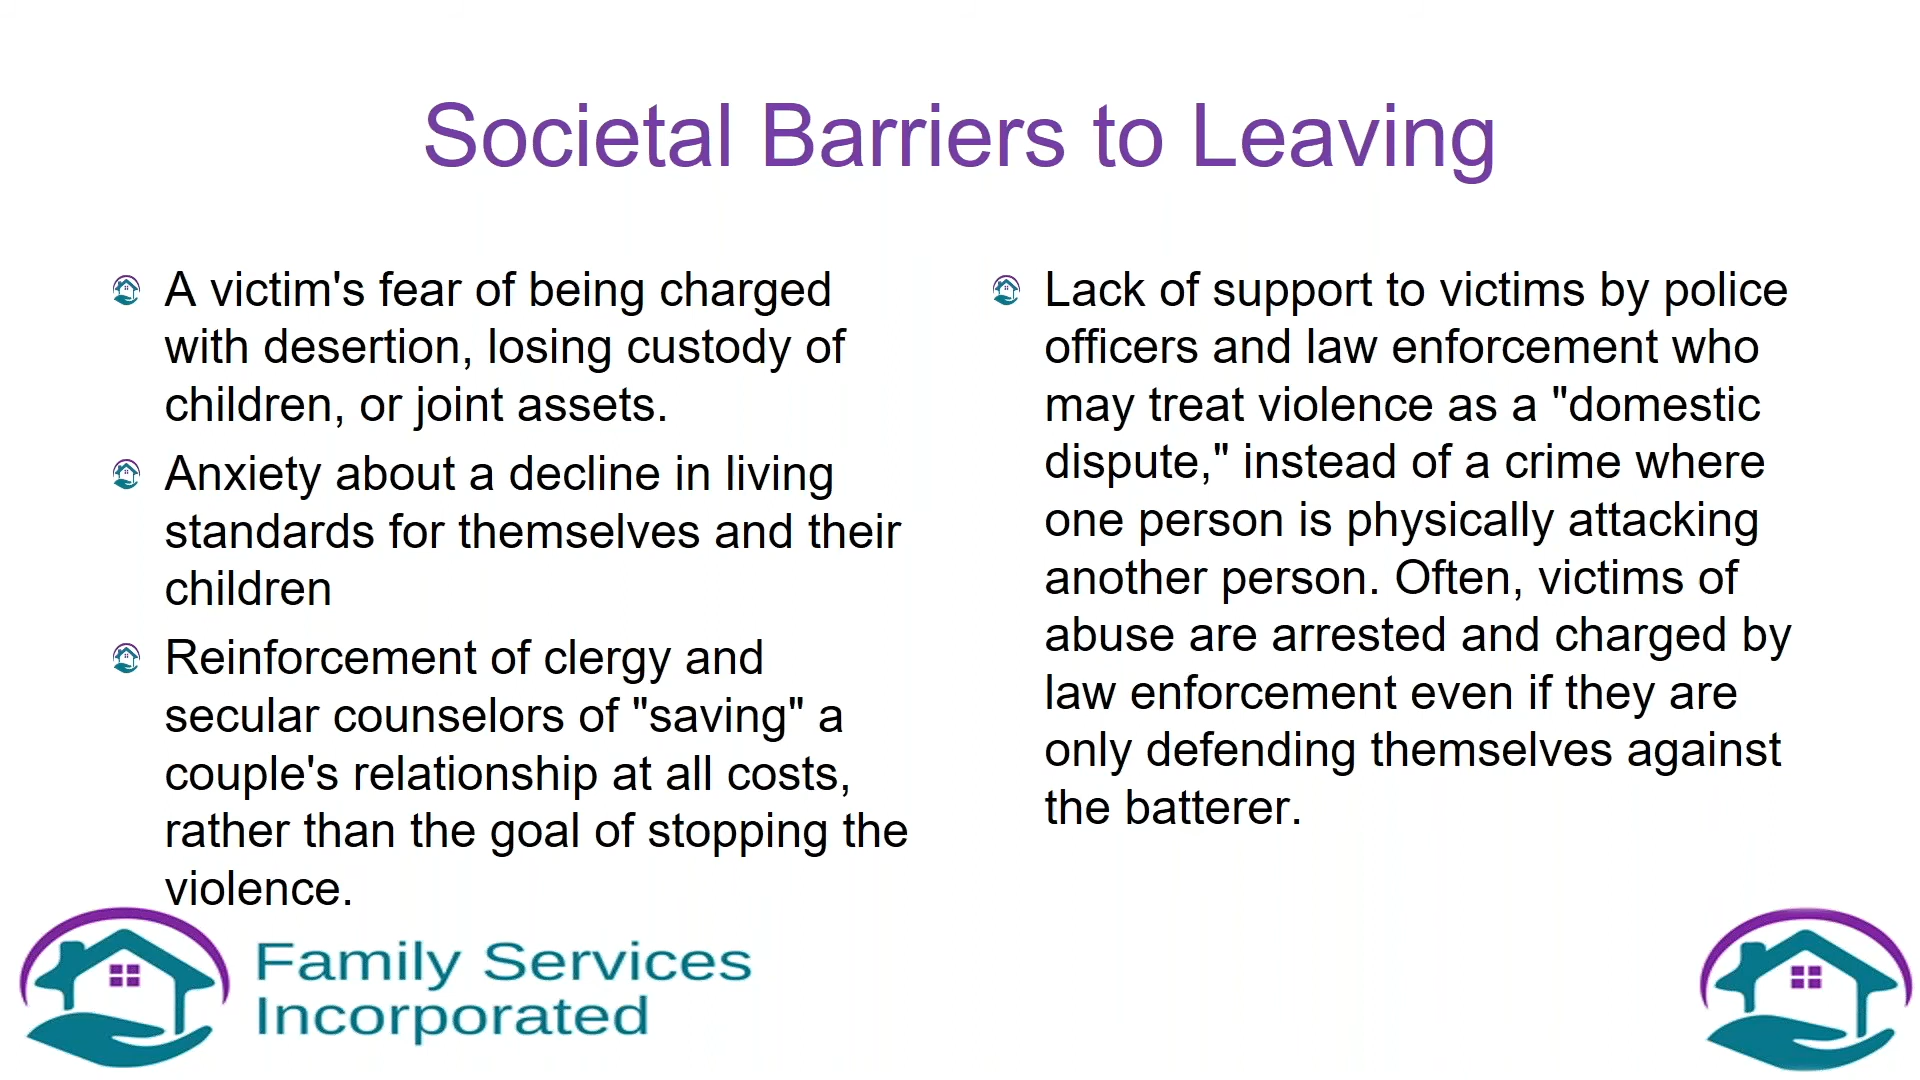 Societal Barriers to Leaving
A victim's fear of being charged
with desertion, losing custody of
children, or joint assets.
Anxiety about a decline in living
standards for themselves and their
children
Reinforcement of clergy and
secular counselors of "saving" a
couple's relationship at all costs,
rather than the goal of stopping the
violence.
Lack of support to victims by police
officers and law enforcement who
may treat violence as a "domestic
dispute," instead of a crime where
one person is physically attacking
another person. Often, victims of
abuse are arrested and charged by
law enforcement even if they are
only defending themselves against
the batterer.
Family Services
Incorporated